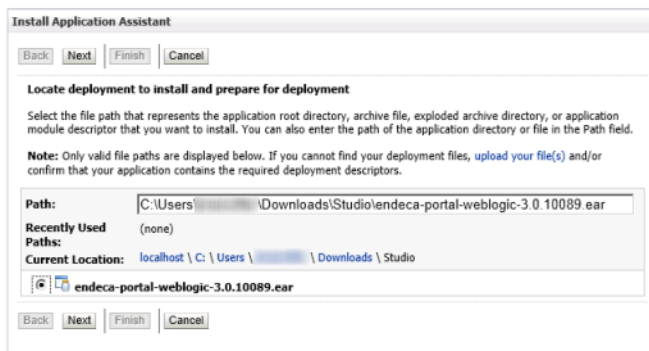 Install Application Assistant
Back Next Finish Cancel
Locate deployment to install and prepare for deployment
Select the file path that represents the application root directory, archive file, exploded archive directory, or application
module descriptor that you want to install. You can also enter the path of the application directory or file in the Path field.
Note: Only valid file paths are displayed below. If you cannot find your deployment files, upload your file(s) and/or
confirm that your application contains the required deployment descriptors.
Path: C:\Users\ \Downloads\Studio\endeca-portal-weblogic-3.0.10089.ear
Recently Used (none)
Paths:
Current Location: localhost \ C: \ Users \ \ Downloads \ Studio
endeca-portal-weblogic-3.0.10089.ear
Back Next Finish Cancel